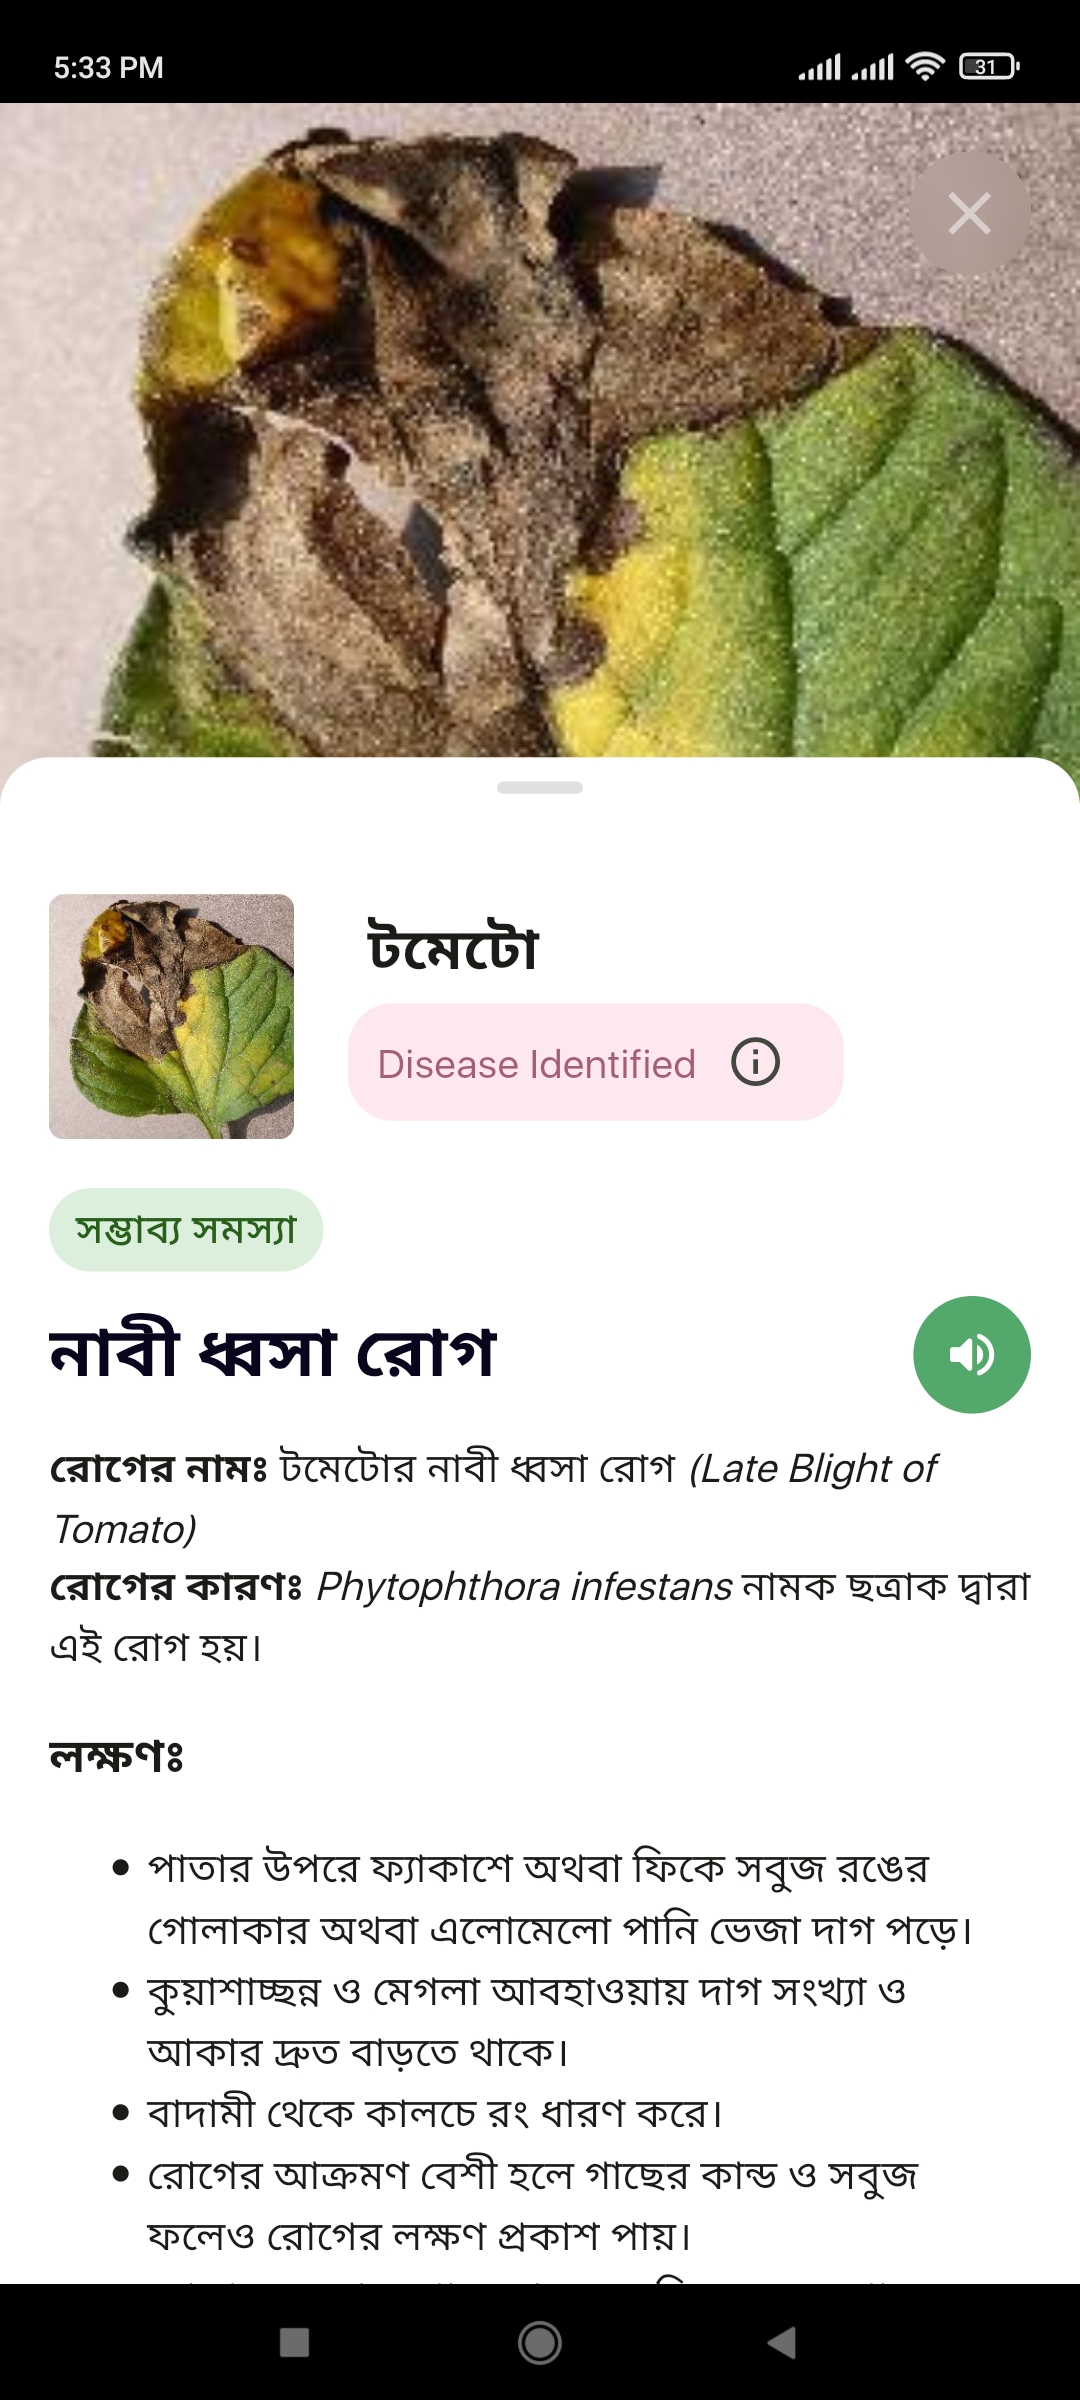 5:33 PM
31
টমেটো
Disease Identified
সম্ভাব্য সমস্যা
নাবী ধ্বসা রোগ
রোগের নামঃ টমেটোর নাবী ধ্বসা রোগ (Late Blight of
Tomato)
রোগের কারণঃ Phytophthora infestans নামক ছত্রাক দ্বারা
এই রোগ হয়।
লক্ষণঃ
• পাতার উপরে ফ্যাকাশে অথবা ফিকে সবুজ রঙের
গোলাকার অথবা এলোমেলো পানি ভেজা দাগ পড়ে।
• কুয়াশাচ্ছন্ন ও মেগলা আবহাওয়ায় দাগ সংখ্যা ও
আকার দ্রুত বাড়তে থাকে।
• বাদামী থেকে কালচে রং ধারণ করে।
• রোগের আক্রমণ বেশী হলে গাছের কান্ড ও সবুজ
ফলেও রোগের লক্ষণ প্রকাশ পায়।